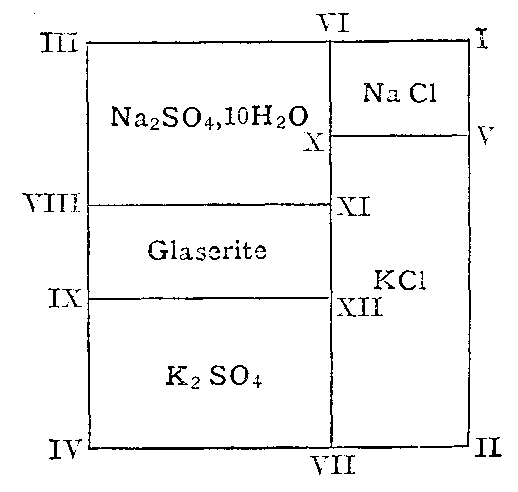 VI
III I
Na Cl
Na2SO4,10H2O
X V
VIII XI
Glaserite
KCl
IX XII
K2 SO4
IV II
VII